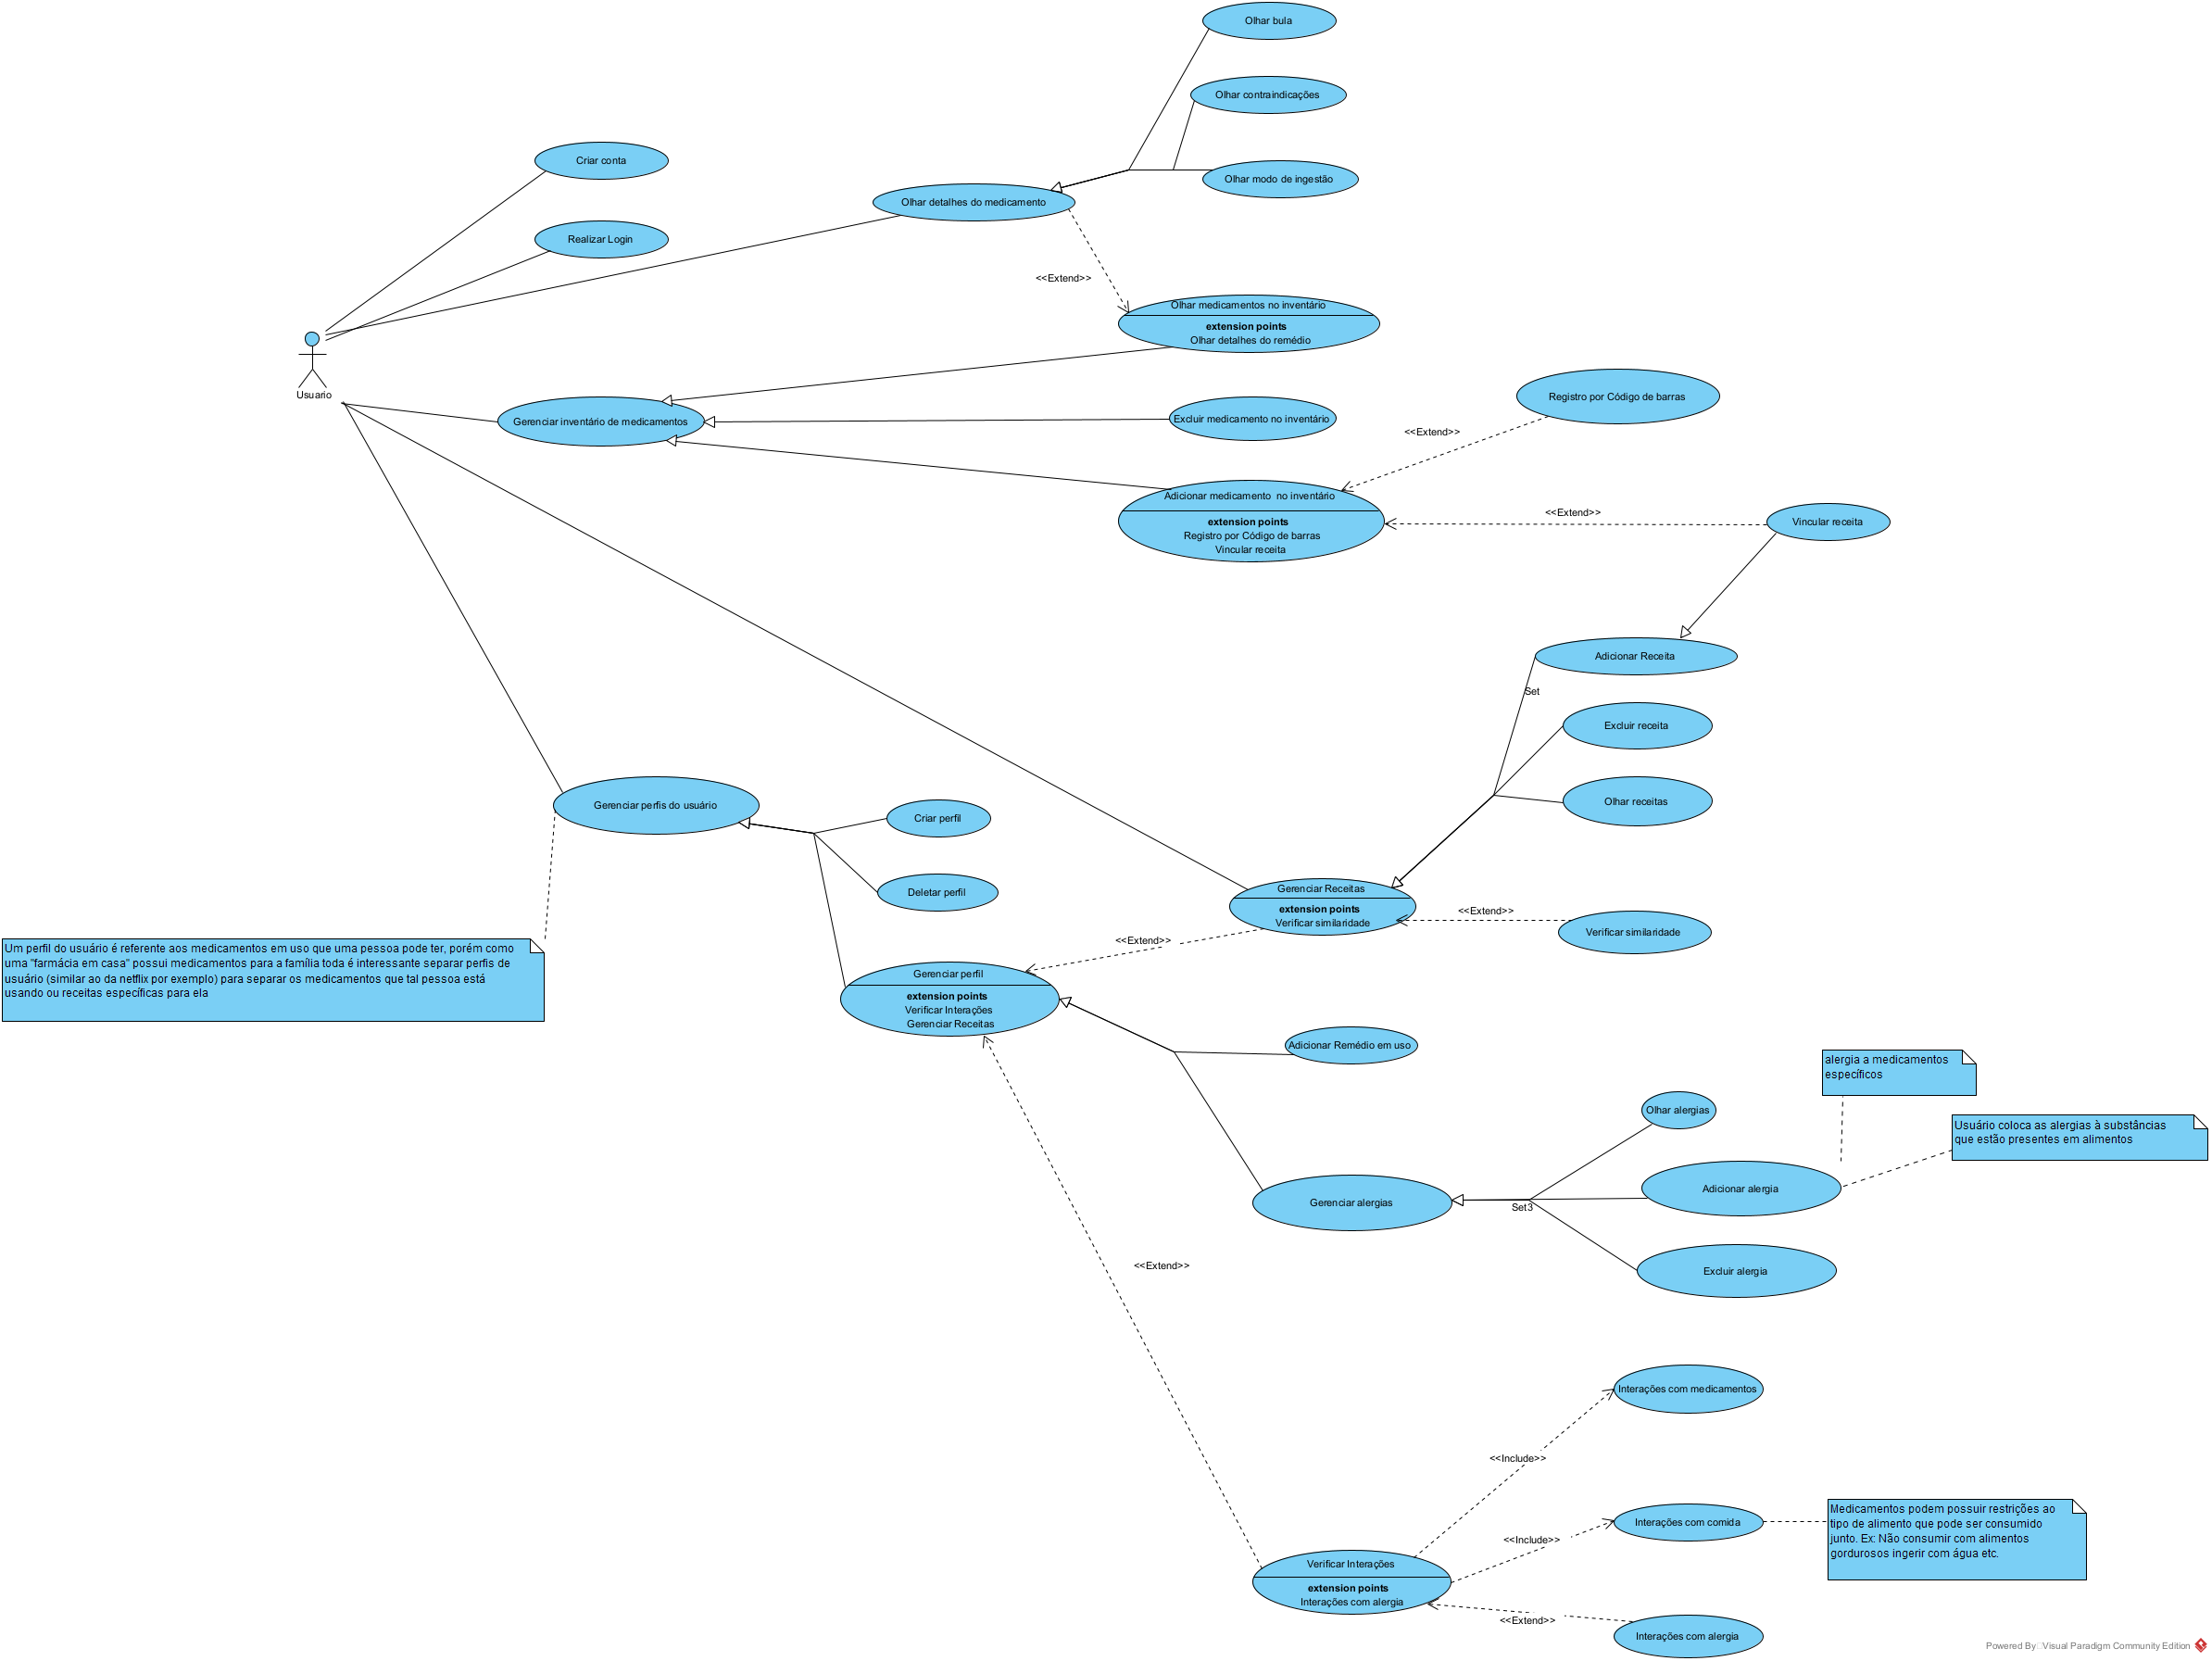 Olhar bula
Olhar contraindicações
Criar conta
Olhar modo de ingestão
Olhar detalhes do medicamento
Realizar Login
<<Extend>>
Olhar medicamentos no inventário
extension points
Olhar detalhes do remédio
Usuario
Registro por Código de barras
Gerenciar inventário de medicamentos
Excluir medicamento no inventário
<<Extend>>
Adicionar medicamento  no inventário
extension points
Registro por Código de barras
Vincular receita
<<Extend>>
Vincular receita
Adicionar Receita
Set
Excluir receita
Olhar receitas
Gerenciar perfis do usuário
Criar perfil
Deletar perfil
Gerenciar Receitas
extension points
Verificar similaridade
<<Extend>>
Verificar similaridade
<<Extend>>
Um perfil do usuário é referente aos medicamentos em uso que uma pessoa pode ter, porém como
uma "farmácia em casa" possui medicamentos para a família toda é interessante separar perfis de
usuário (similar ao da netflix por exemplo) para separar os medicamentos que tal pessoa está
usando ou receitas específicas para ela
Gerenciar perfil
extension points
Verificar Interações
Gerenciar Receitas
Adicionar Remédio em uso
alergia a medicamentos
específicos
Olhar alergias
Usuário coloca as alergias à substâncias
que estão presentes em alimentos
Adicionar alergia
Gerenciar alergias
Set3
Excluir alergia
<<Extend>>
Interações com medicamentos
<<Include>>
Interações com comida
<<Include>>
Medicamentos podem possuir restrições ao
tipo de alimento que pode ser consumido
junto. Ex: Não consumir com alimentos
gordurosos ingerir com água etc.
Verificar Interações
extension points
Interações com alergia
<<Extend>>
Interações com alergia
Powered By Visual Paradigm Community Edition